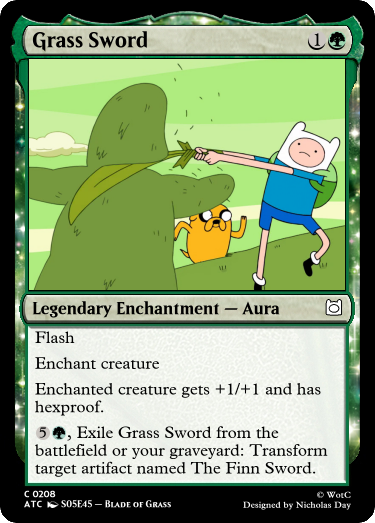 Grass Sword 1
Legendary Enchantment — Aura
Flash
Enchant creature
Enchanted creature gets +1/+1 and has
hexproof.
5, Exile Grass Sword from the
battlefield or your graveyard: Transform
target artifact named The Finn Sword.
C 0208 © WotC
ATC S05E45 – Blade of Grass Designed by Nicholas Day